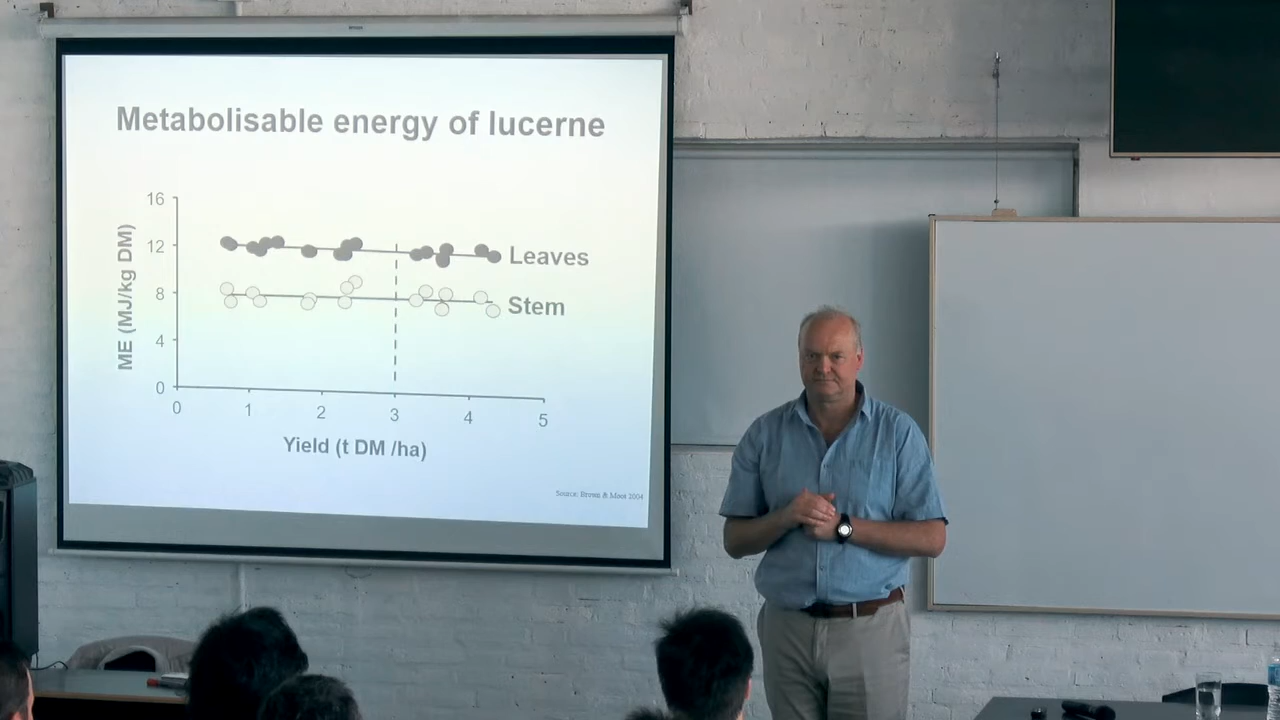 Metabolisable energy of lucerne
16
12
8
4
0
ME (MJ/kg DM)
Leaves
Stem
0 1 2 3 4 5
Yield (t DM /ha)
Source: Brown & Moot 2004